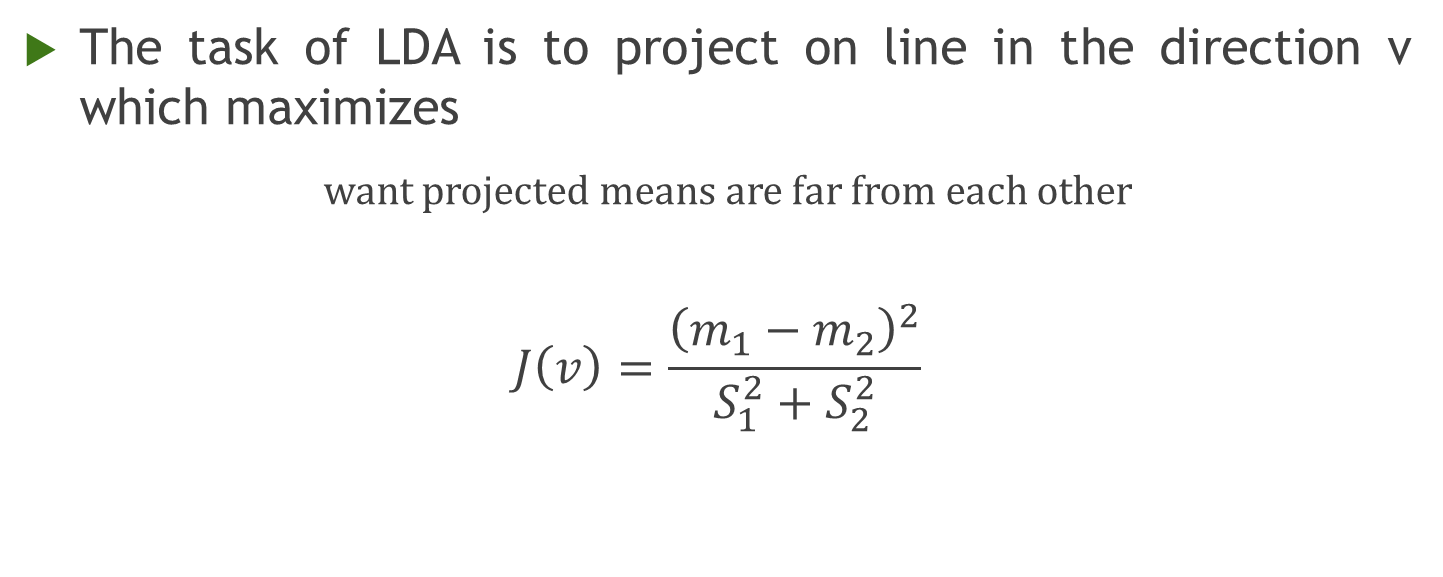 The task of LDA is to project on line in the direction v
which maximizes
want projected means are far from each other
J(v) = (m₁ − m₂)² / (S₁² + S₂²)